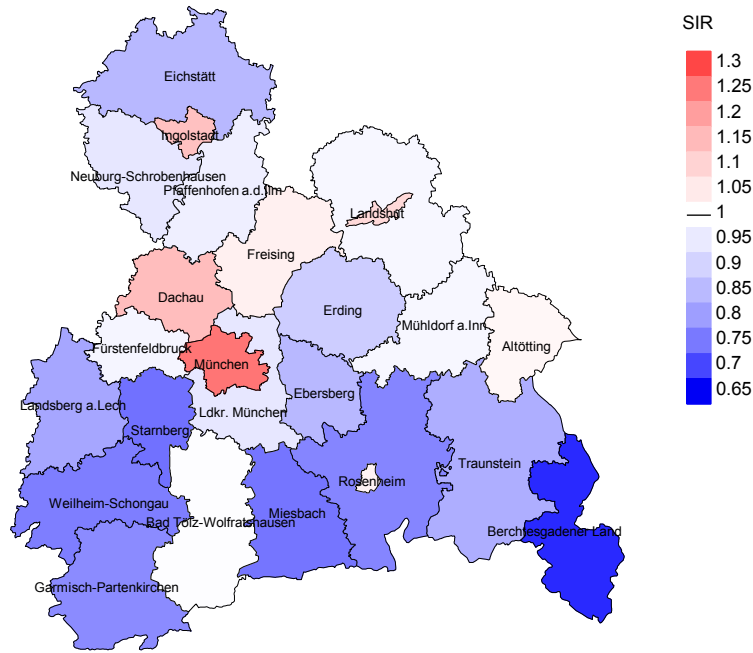 SIR
1.3
1.25
1.2
1.15
1.1
1.05
1
0.95
0.9
0.85
0.8
0.75
0.7
0.65
Eichstätt
Ingolstadt
Neuburg-Schrobenhausen
Pfaffenhofen a.d.Ilm
Landshut
Freising
Dachau
Erding
Mühldorf a.Inn
Altötting
Fürstenfeldbruck
München
Ebersberg
Landsberg a.Lech
Ldkr. München
Starnberg
Traunstein
Rosenheim
Weilheim-Schongau
Miesbach
Bad Tölz-Wolfratshausen
Berchtesgadener Land
Garmisch-Partenkirchen